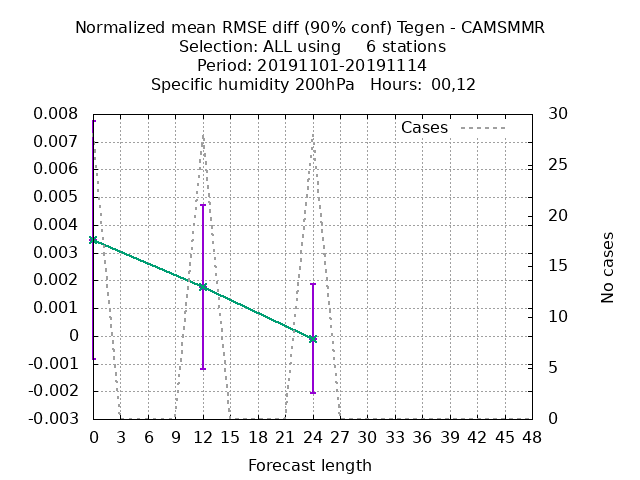 Normalized mean RMSE diff (90% conf) Tegen - CAMSMMR
Selection: ALL using     6 stations
Period: 20191101-20191114
Specific humidity 200hPa   Hours:  00,12
Cases
0.008
0.007
0.006
0.005
0.004
0.003
0.002
0.001
0
-0.001
-0.002
-0.003
30
25
20
15
10
5
0
No cases
0 3 6 9 12 15 18 21 24 27 30 33 36 39 42 45 48
Forecast length